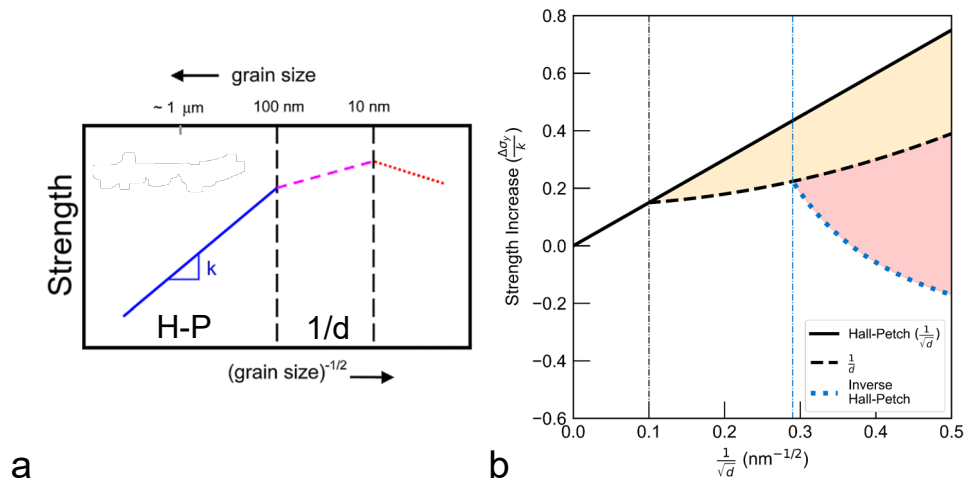 grain size
~ 1 μm
100 nm
10 nm
Strength
k
H-P
1/d
(grain size)-1/2
a
0.8
0.6
0.4
0.2
0.0
−0.2
−0.4
−0.6
Strength Increase (Δσy/k)
Hall-Petch (1/√d)
1/d
Inverse
Hall-Petch
0.0
0.1
0.2
0.3
0.4
0.5
1/√d (nm−1/2)
b